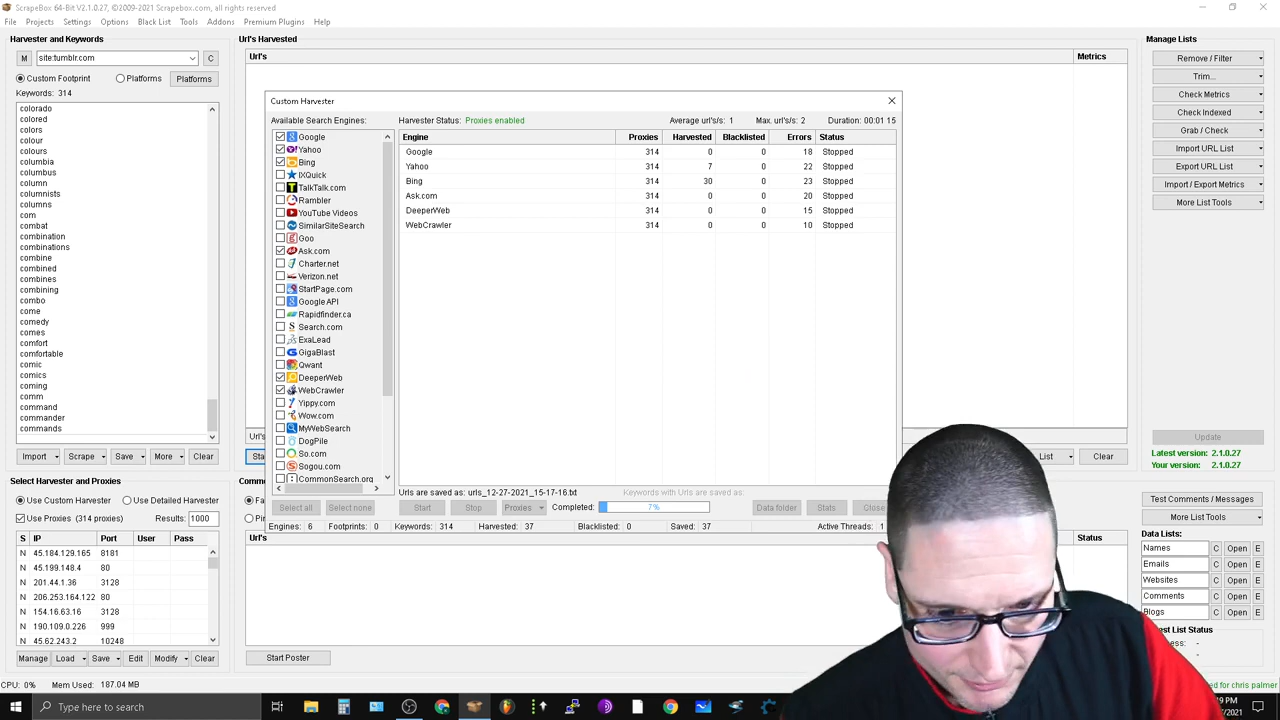 ScrapeBox 64-Bit V2.1.0.27, ©2009-2021 Scrapebox.com, all rights reserved
File Projects Settings Options Black List Tools Addons Premium Plugins Help
Harvester and Keywords
M site:tumblr.com C
Custom Footprint Platforms Platforms
Keywords: 314
colorado
colored
colors
colour
colours
columbia
columbus
column
columnists
columns
com
combat
combination
combinations
combine
combined
combines
combining
combo
come
comedy
comes
comfort
comfortable
comic
comics
coming
comm
command
commander
commands
Import Scrape Save More Clear
Select Harvester and Proxies
Use Custom Harvester Use Detailed Harvester
Use Proxies (314 proxies) Results: 1000
S IP Port User Pass
N 45.184.129.165 8181
N 45.199.148.4 80
N 201.44.1.36 3128
N 206.253.164.122 80
N 154.16.63.16 3128
N 190.109.0.226 999
N 45.62.243.2 10248
Manage Load Save Edit Modify Clear
Url's Harvested
Url's Metrics
Custom Harvester
Available Search Engines:
Google
Yahoo
Bing
IXQuick
TalkTalk.com
Rambler
YouTube Videos
SimilarSiteSearch
Goo
Ask.com
Charter.net
Verizon.net
StartPage.com
Google API
Rapidfinder.ca
Search.com
ExaLead
GigaBlast
Qwant
DeeperWeb
WebCrawler
Yippy.com
Wow.com
MyWebSearch
DogPile
So.com
Sogou.com
CommonSearch.org
Harvester Status: Proxies enabled Average url's/s: 1 Max. url's/s: 2 Duration: 00:01 15
Engine Proxies Harvested Blacklisted Errors Status
Google 314 0 0 18 Stopped
Yahoo 314 7 0 22 Stopped
Bing 314 30 0 23 Stopped
Ask.com 314 0 0 20 Stopped
DeeperWeb 314 0 0 15 Stopped
WebCrawler 314 0 0 10 Stopped
Urls are saved as: urls_12-27-2021_15-17-16.txt Keywords with Urls are saved as:
Select all Select none Start Stop Proxies Completed: 7% Data folder Stats Close
Engines: 6 Footprints: 0 Keywords: 314 Harvested: 37 Blacklisted: 0 Saved: 37 Active Threads: 1
List Clear
Url's Status
Start Poster
Manage Lists
Remove / Filter
Trim...
Check Metrics
Check Indexed
Grab / Check
Import URL List
Export URL List
Import / Export Metrics
More List Tools
Update
Latest version: 2.1.0.27
Your version: 2.1.0.27
Test Comments / Messages
More List Tools
Data Lists:
Names C Open E
Emails C Open E
Websites C Open E
Comments C Open E
Blogs C Open E
List Status
CPU: 0% Mem Used: 187.04 MB
for chris palmer
Type here to search